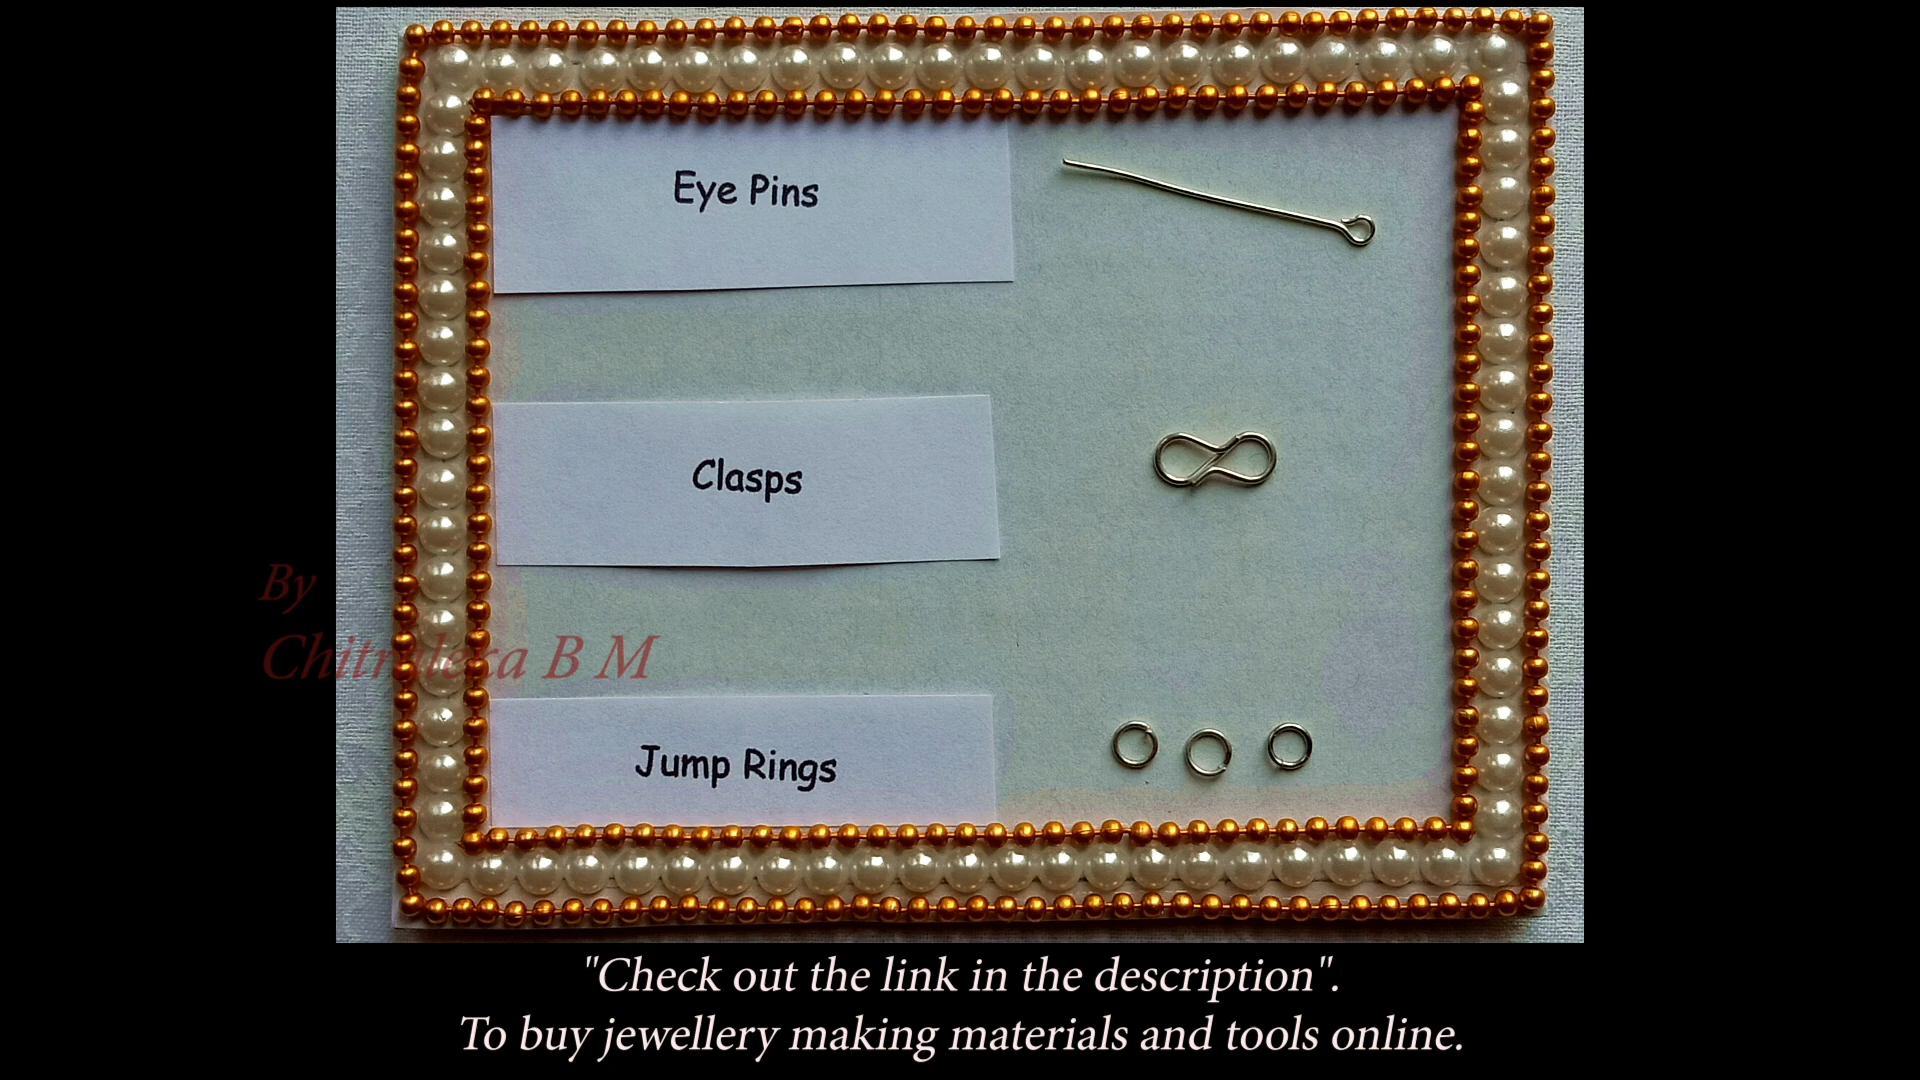 Eye Pins
Clasps
By
Chitraleka B M
Jump Rings
"Check out the link in the description".
To buy jewellery making materials and tools online.